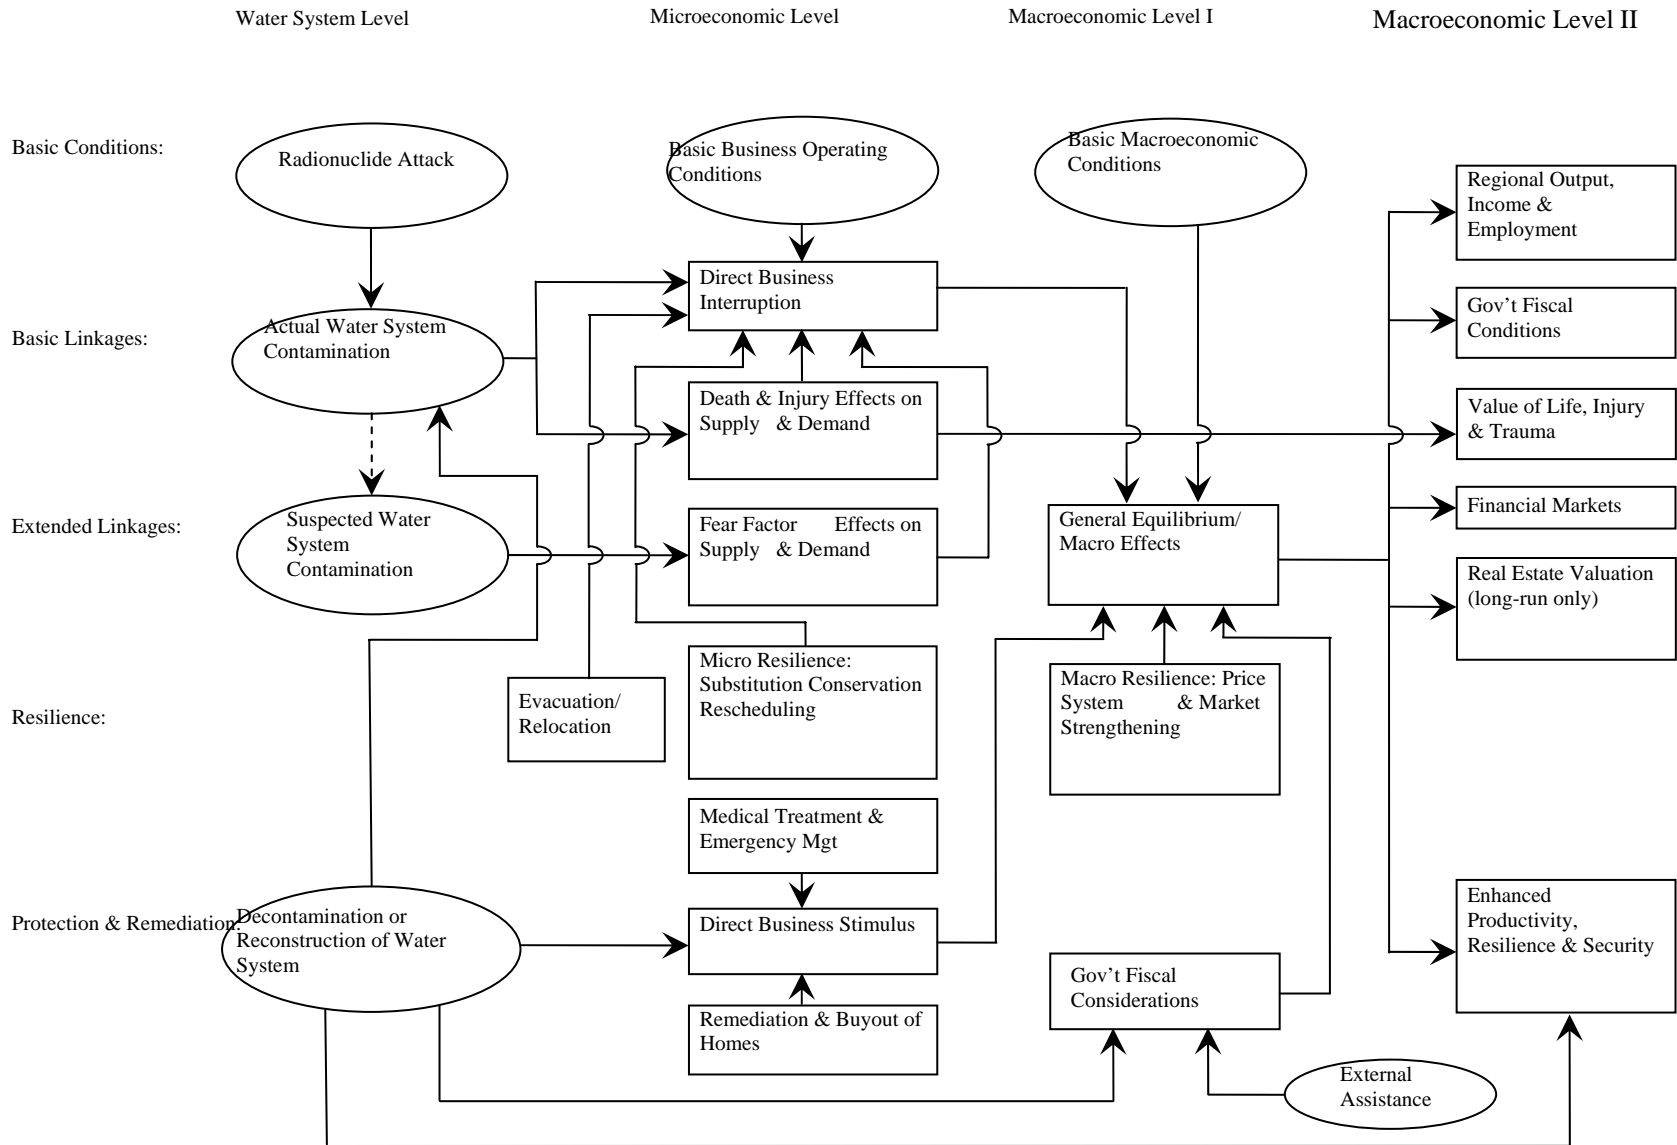 Water System Level
Microeconomic Level
Macroeconomic Level I
Macroeconomic Level II
Basic Conditions:
Radionuclide Attack
Basic Business Operating
Conditions
Basic Macroeconomic
Conditions
Regional Output,
Income &
Employment
Direct Business
Interruption
Gov't Fiscal
Conditions
Basic Linkages:
Actual Water System
Contamination
Death & Injury Effects on
Supply & Demand
Value of Life, Injury
& Trauma
Extended Linkages:
Suspected Water
System
Contamination
Fear Factor Effects on
Supply & Demand
General Equilibrium/
Macro Effects
Financial Markets
Real Estate Valuation
(long-run only)
Resilience:
Evacuation/
Relocation
Micro Resilience:
Substitution Conservation
Rescheduling
Macro Resilience: Price
System & Market
Strengthening
Medical Treatment &
Emergency Mgt
Protection & Remediation:
Decontamination or
Reconstruction of Water
System
Direct Business Stimulus
Enhanced
Productivity,
Resilience & Security
Gov't Fiscal
Considerations
Remediation & Buyout of
Homes
External
Assistance